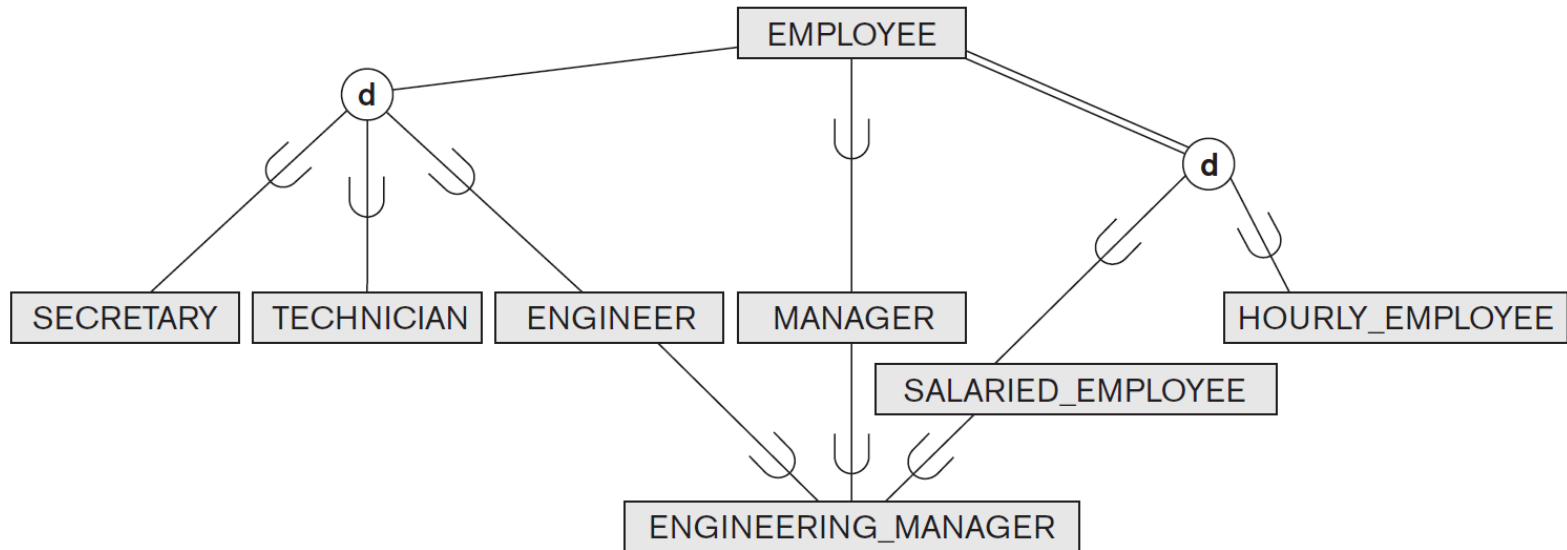 EMPLOYEE
d
d
SECRETARY
TECHNICIAN
ENGINEER
MANAGER
HOURLY_EMPLOYEE
SALARIED_EMPLOYEE
ENGINEERING_MANAGER